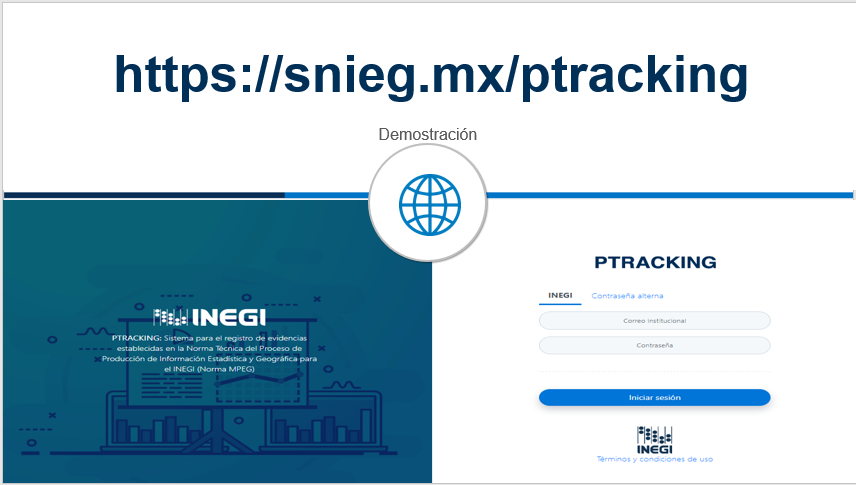 https://snieg.mx/ptracking
Demostración
INEGI
PTRACKING: Sistema para el registro de evidencias
establecidas en la Norma Técnica del Proceso de
Producción de Información Estadística y Geográfica para
el INEGI (Norma MPEG)
PTRACKING
INEGI Contraseña alterna
Correo institucional
Contraseña
Iniciar sesión
INEGI
Términos y condiciones de uso